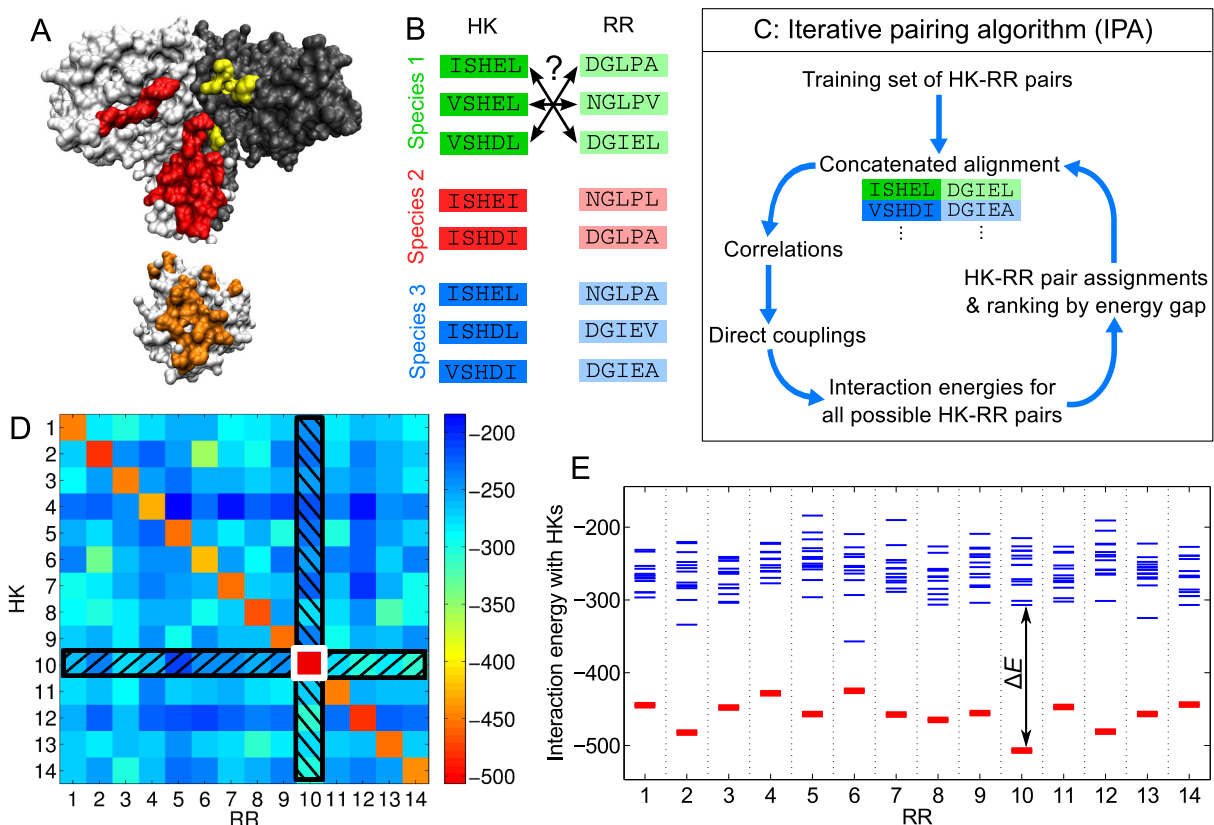 A
B
HK RR
Species 1
ISHEL ? DGLPA
VSHEL NGLPV
VSHDL DGIEL
Species 2
ISHEI NGLPL
ISHDI DGLPA
Species 3
ISHEL NGLPA
ISHDL DGIEV
VSHDI DGIEA
C: Iterative pairing algorithm (IPA)
Training set of HK-RR pairs
Concatenated alignment
ISHEL DGIEL
VSHDI DGIEA
⋮ ⋮
Correlations
Direct couplings
Interaction energies for
all possible HK-RR pairs
HK-RR pair assignments
& ranking by energy gap
D
HK
1
2
3
4
5
6
7
8
9
10
11
12
13
14
1 2 3 4 5 6 7 8 9 10 11 12 13 14
RR
−200
−250
−300
−350
−400
−450
−500
E
Interaction energy with HKs
−200
−300
−400
−500
ΔE
1 2 3 4 5 6 7 8 9 10 11 12 13 14
RR